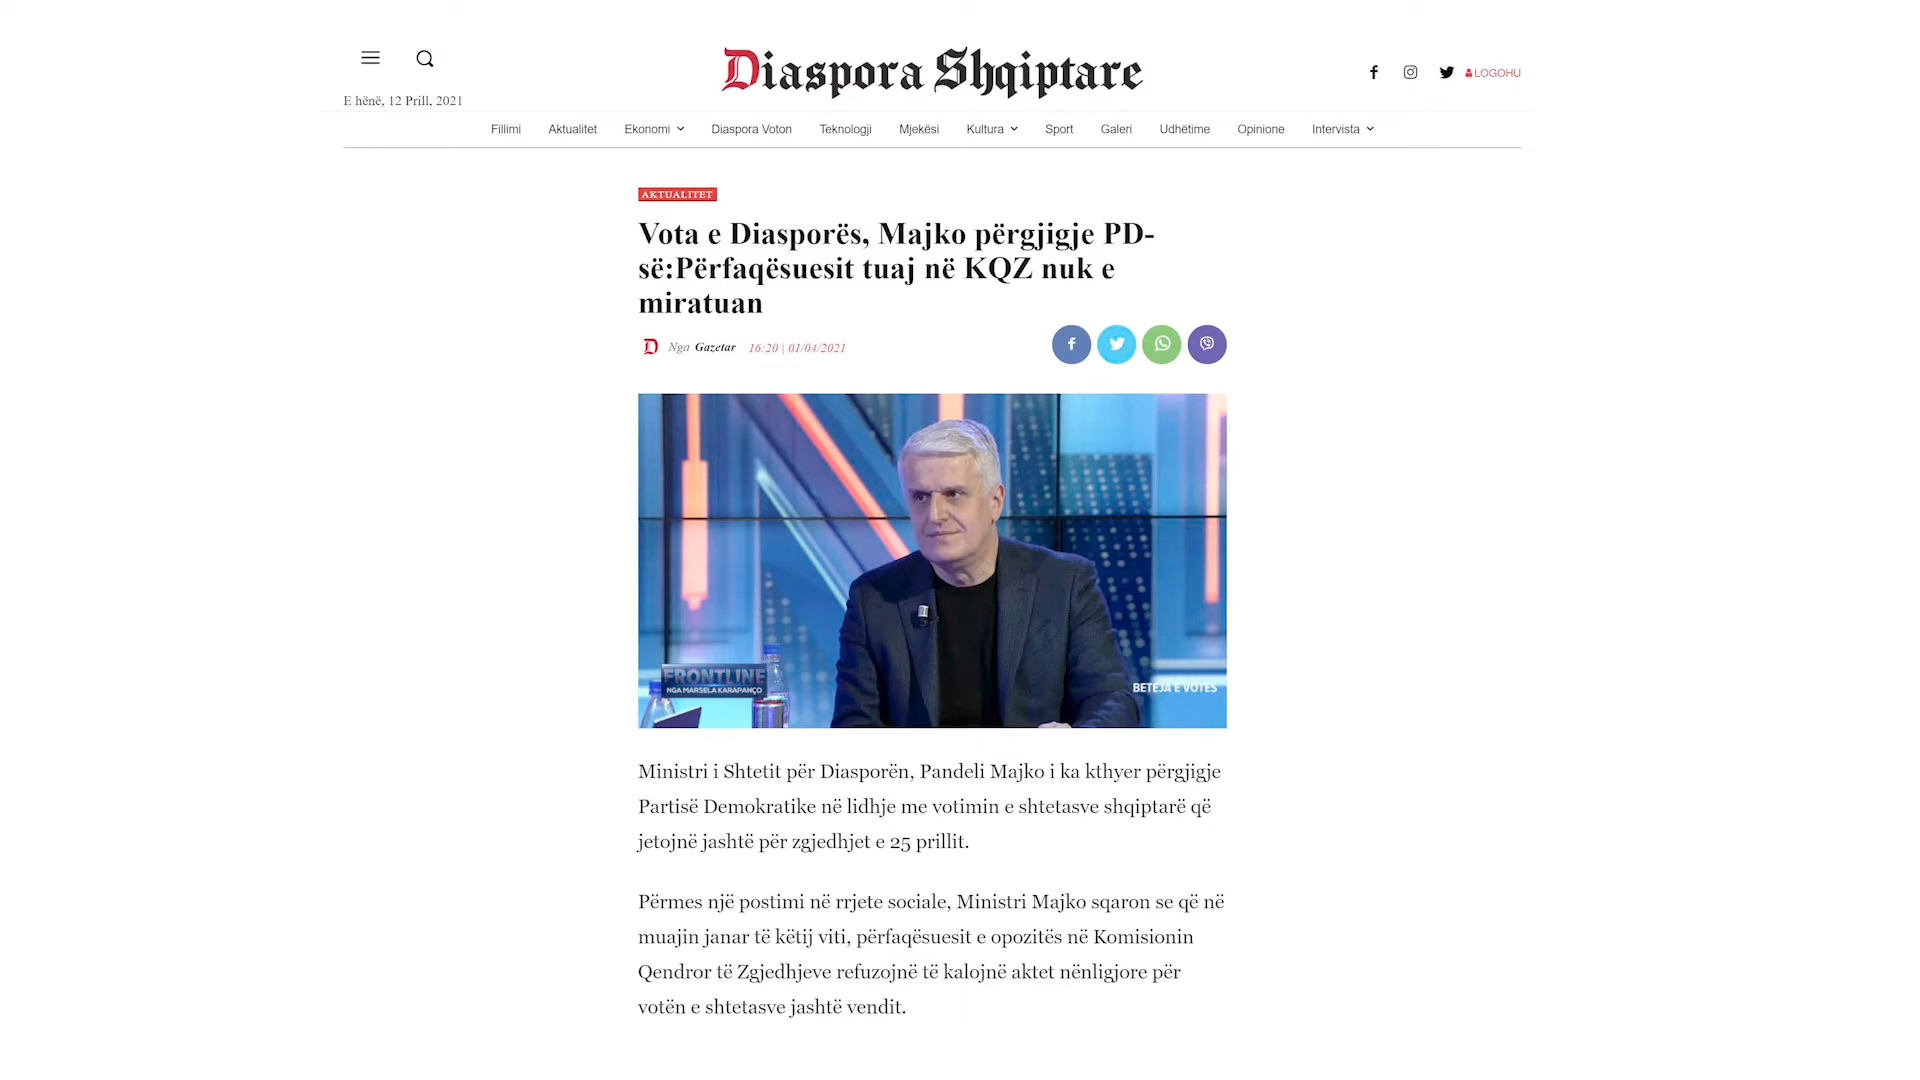 Diaspora Shqiptare
LOGOHU
E hënë, 12 Prill, 2021
Fillimi Aktualitet Ekonomi Diaspora Voton Teknologji Mjekësi Kultura Sport Galeri Udhëtime Opinione Intervista
AKTUALITET
Vota e Diasporës, Majko përgjigje PD-
së:Përfaqësuesit tuaj në KQZ nuk e
miratuan
D Nga Gazetar 16:20 | 01/04/2021
FRONTLINE
NGA MARSELA KARAPANÇO
BETEJA E VOTËS
Ministri i Shtetit për Diasporën, Pandeli Majko i ka kthyer përgjigje
Partisë Demokratike në lidhje me votimin e shtetasve shqiptarë që
jetojnë jashtë për zgjedhjet e 25 prillit.
Përmes një postimi në rrjete sociale, Ministri Majko sqaron se që në
muajin janar të këtij viti, përfaqësuesit e opozitës në Komisionin
Qendror të Zgjedhjeve refuzojnë të kalojnë aktet nënligjore për
votën e shtetasve jashtë vendit.